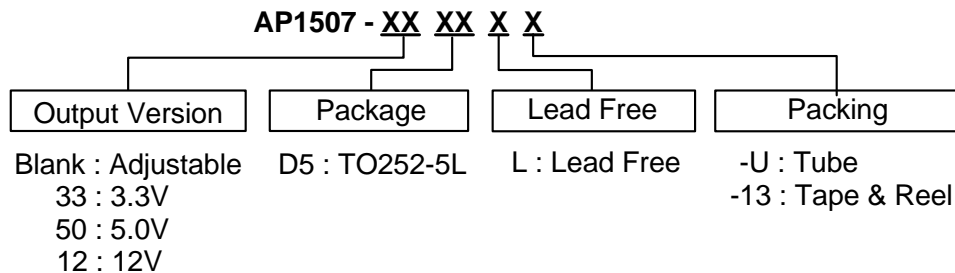 AP1507 - XX XX X X
Output Version Package Lead Free Packing
Blank : Adjustable D5 : TO252-5L L : Lead Free -U : Tube
33 : 3.3V -13 : Tape & Reel
50 : 5.0V
12 : 12V